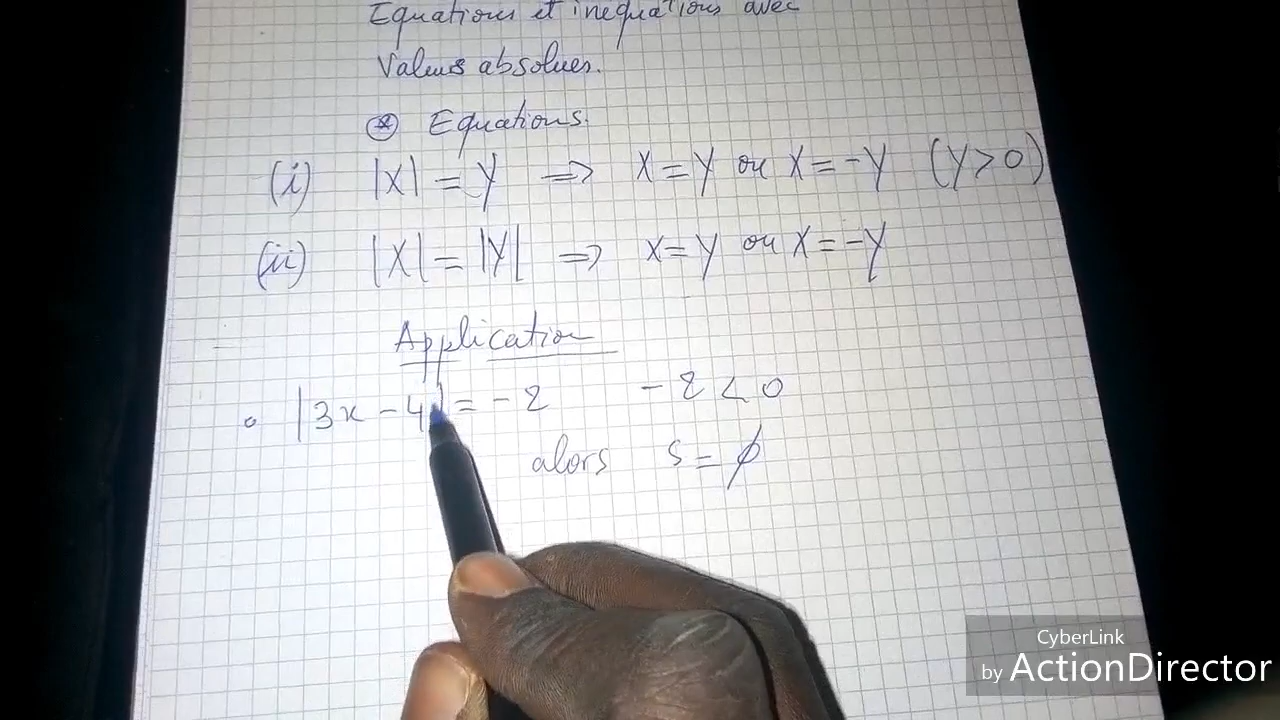 Equations et inequations avec
Valeurs absolues.
* Equations.
(i) |X| = Y => X = Y ou X = -Y (Y > 0)
(ii) |X| = |Y| => X = Y ou X = -Y
Application
|3x - 4| = -2 -2 < 0
alors S = ∅
CyberLink
by ActionDirector